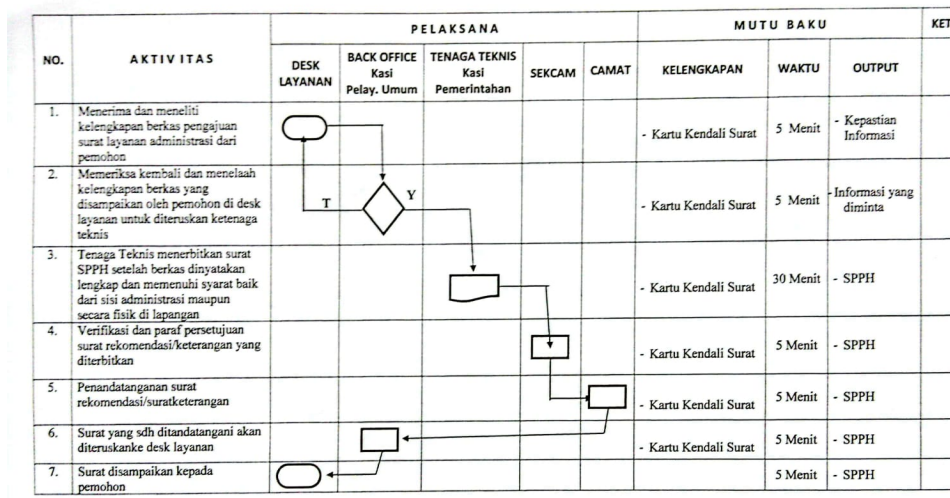 NO.
AKTIVITAS
PELAKSANA
MUTU BAKU
KET
DESK
LAYANAN
BACK OFFICE
Kasi
Pelay. Umum
TENAGA TEKNIS
Kasi
Pemerintahan
SEKCAM
CAMAT
KELENGKAPAN
WAKTU
OUTPUT
1.
Menerima dan meneliti
kelengkapan berkas pengajuan
surat layanan administrasi dari
pemohon
- Kartu Kendali Surat
5 Menit
- Kepastian
Informasi
2.
Memeriksa kembali dan menelaah
kelengkapan berkas yang
disampaikan oleh pemohon di desk
layanan untuk diteruskan ketenaga
teknis
T
Y
- Kartu Kendali Surat
5 Menit
- Informasi yang
diminta
3.
Tenaga Teknis menerbitkan surat
SPPH setelah berkas dinyatakan
lengkap dan memenuhi syarat baik
dari sisi administrasi maupun
secara fisik di lapangan
- Kartu Kendali Surat
30 Menit
- SPPH
4.
Verifikasi dan paraf persetujuan
surat rekomendasi/keterangan yang
diterbitkan
- Kartu Kendali Surat
5 Menit
- SPPH
5.
Penandatanganan surat
rekomendasi/suratketerangan
- Kartu Kendali Surat
5 Menit
- SPPH
6.
Surat yang sdh ditandatangani akan
diteruskanke desk layanan
- Kartu Kendali Surat
5 Menit
- SPPH
7.
Surat disampaikan kepada
pemohon
5 Menit
- SPPH